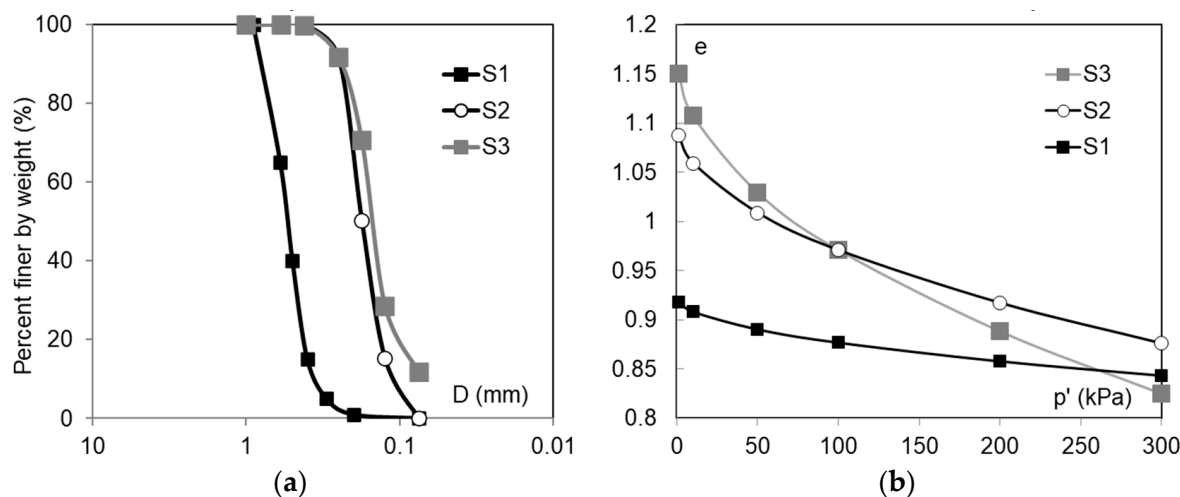 100
80
60
40
20
0
Percent finer by weight (%)
S1
S2
S3
D (mm)
10
1
0.1
0.01
(a)
1.2
1.15
1.1
1.05
1
0.95
0.9
0.85
0.8
e
S3
S2
S1
p' (kPa)
0
50
100
150
200
250
300
(b)